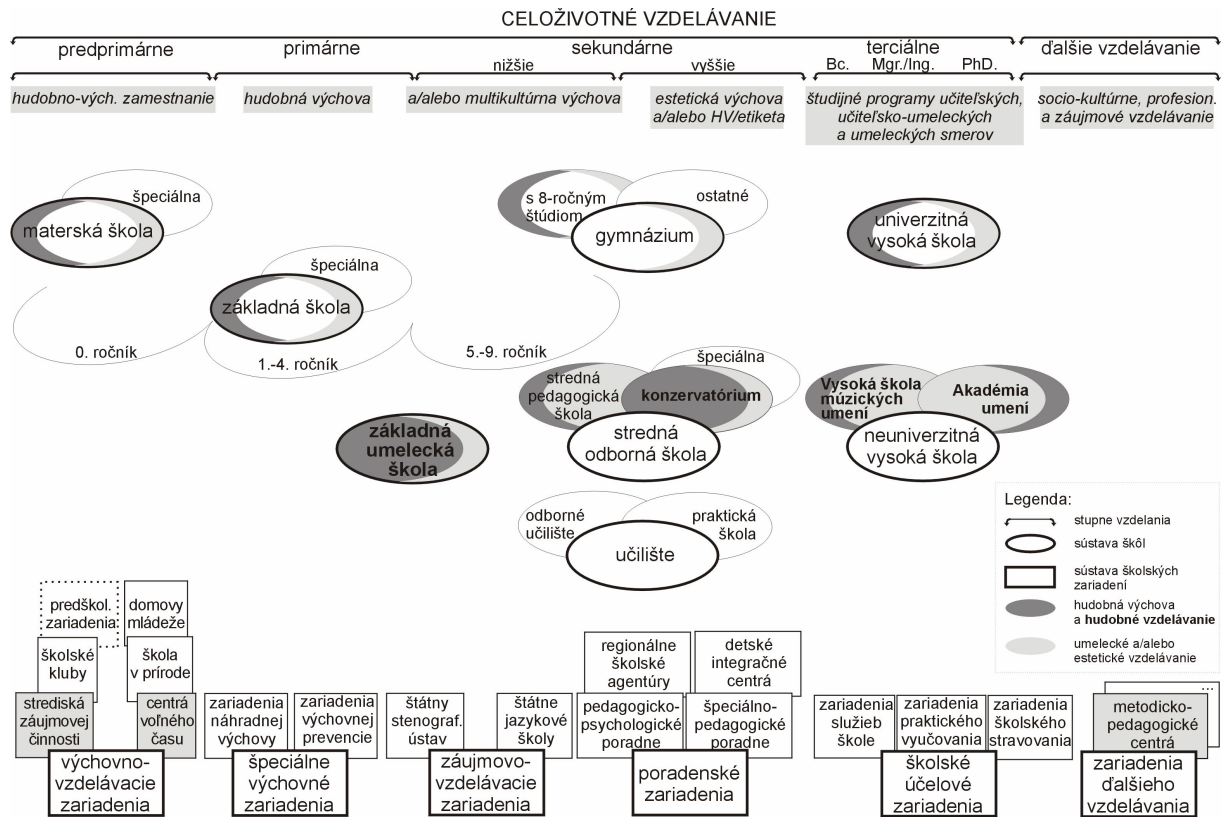 CELOŽIVOTNÉ VZDELÁVANIE
predprimárne
primárne
sekundárne
terciálne
ďalšie vzdelávanie
nižšie
vyššie
Bc.
Mgr./Ing.
PhD.
hudobno-vých. zamestnanie
hudobná výchova
a/alebo multikultúrna výchova
estetická výchova
a/alebo HV/etiketa
študijné programy učiteľských,
učiteľsko-umeleckých
a umeleckých smerov
socio-kultúrne, profesion.
a záujmové vzdelávanie
špeciálna
materská škola
s 8-ročným
štúdiom
ostatné
gymnázium
univerzitná
vysoká škola
špeciálna
základná škola
0. ročník
1.-4. ročník
5.-9. ročník
stredná
pedagogická
škola
špeciálna
konzervatórium
stredná
odborná škola
Vysoká škola
múzických
umení
Akadémia
umení
neuniverzitná
vysoká škola
základná
umelecká
škola
odborné
učilište
praktická
škola
učilište
Legenda:
stupne vzdelania
sústava škôl
sústava školských
zariadení
hudobná výchova
a hudobné vzdelávanie
umelecké a/alebo
estetické vzdelávanie
predškol.
zariadenia
domovy
mládeže
školské
kluby
škola
v prírode
strediská
záujmovej
činnosti
centrá
voľného
času
výchovno-
vzdelávacie
zariadenia
zariadenia
náhradnej
výchovy
zariadenia
výchovnej
prevencie
špeciálne
výchovné
zariadenia
štátny
stenograf.
ústav
štátne
jazykové
školy
záujmovo-
vzdelávacie
zariadenia
regionálne
školské
agentúry
detské
integračné
centrá
pedagogicko-
psychologické
poradne
špeciálno-
pedagogické
poradne
poradenské
zariadenia
zariadenia
služieb
škole
zariadenia
praktického
vyučovania
zariadenia
školského
stravovania
školské
účelové
zariadenia
...
metodicko-
pedagogické
centrá
zariadenia
ďalšieho
vzdelávania